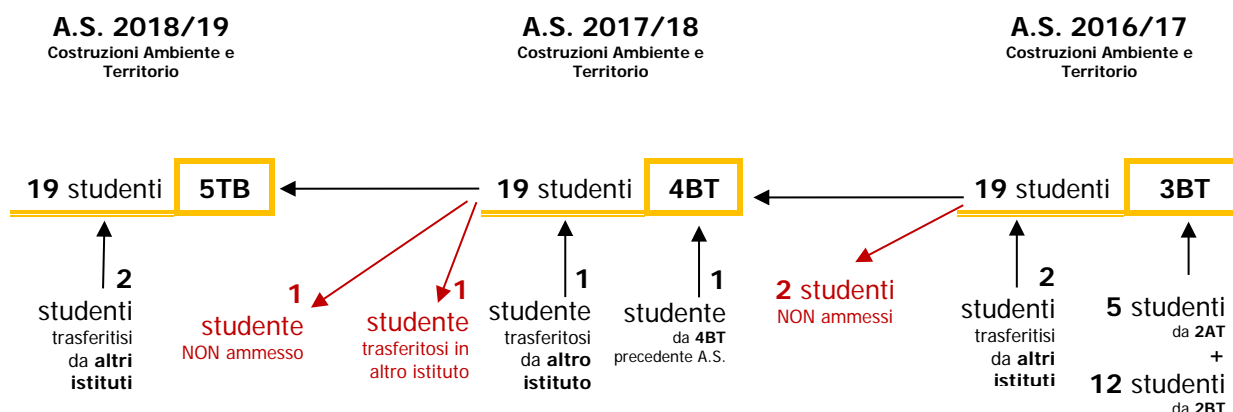 A.S. 2018/19
Costruzioni Ambiente e
Territorio
A.S. 2017/18
Costruzioni Ambiente e
Territorio
A.S. 2016/17
Costruzioni Ambiente e
Territorio
19 studenti
5TB
19 studenti
4BT
19 studenti
3BT
2
studenti
trasferitisi
da altri
istituti
1
studente
NON ammesso
1
studente
trasferitosi in
altro istituto
1
studente
trasferitosi
da altro
istituto
1
studente
da 4BT
precedente A.S.
2 studenti
NON ammessi
2
studenti
trasferitisi
da altri
istituti
5 studenti
da 2AT
+
12 studenti
da 2BT